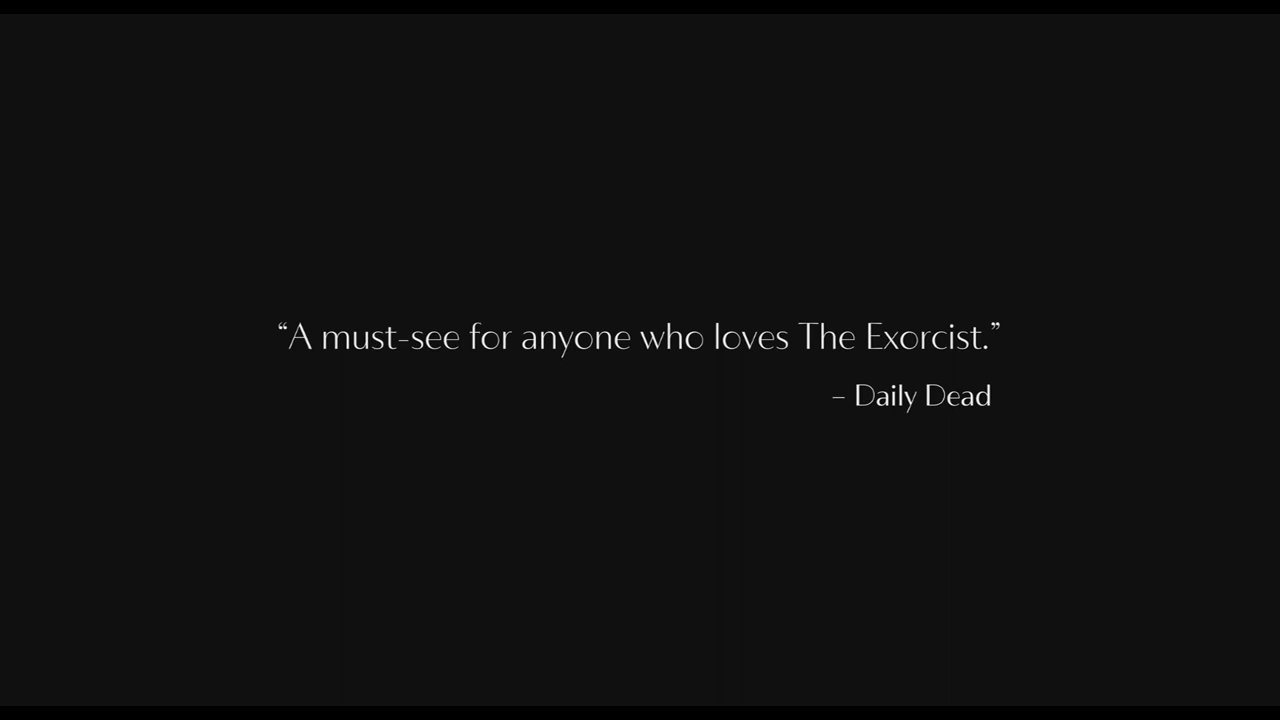 “A must-see for anyone who loves The Exorcist.”
– Daily Dead